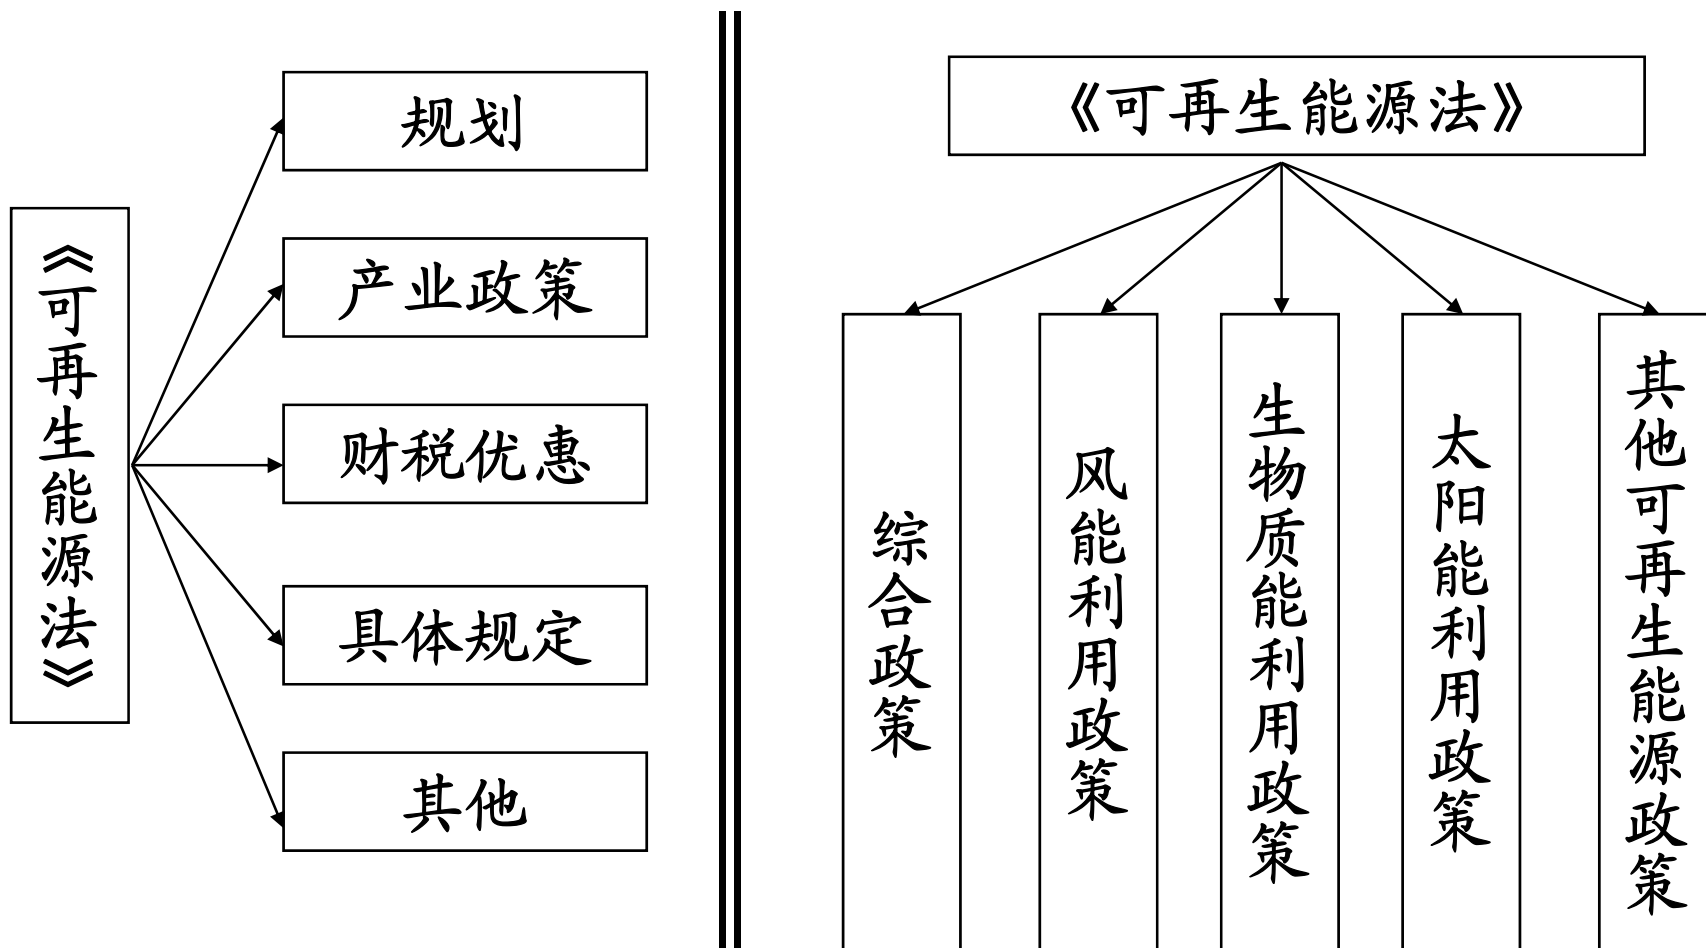 《可再生能源法》
规划
产业政策
财税优惠
具体规定
其他
《可再生能源法》
综合政策
风能利用政策
生物质能利用政策
太阳能利用政策
其他可再生能源政策